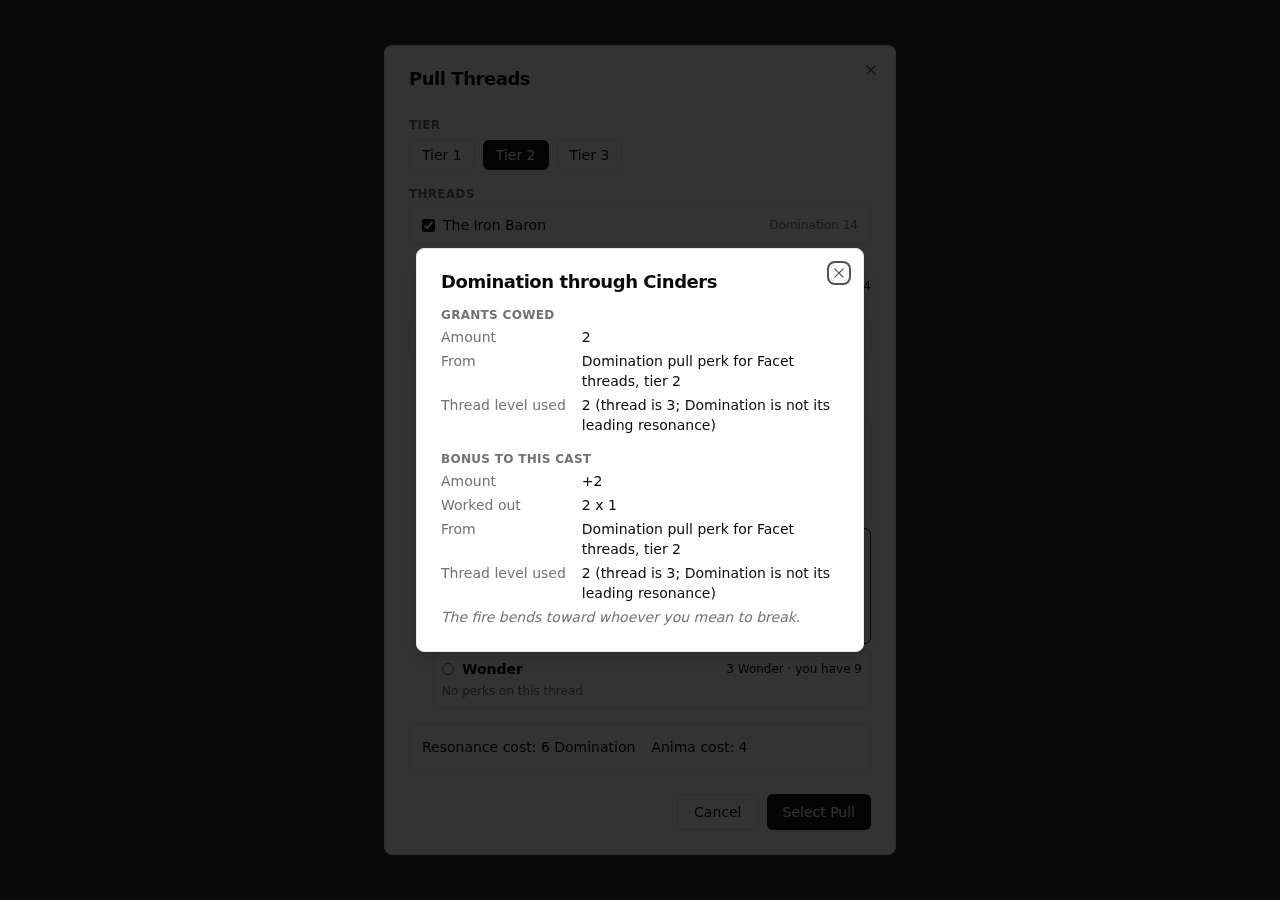 Pull Threads
TIER
Tier 1
Tier 2
Tier 3
THREADS
The Iron Baron
Domination 14
4
Domination through Cinders
GRANTS COWED
Amount
2
From
Domination pull perk for Facet
threads, tier 2
Thread level used
2 (thread is 3; Domination is not its
leading resonance)
BONUS TO THIS CAST
Amount
+2
Worked out
2 x 1
From
Domination pull perk for Facet
threads, tier 2
Thread level used
2 (thread is 3; Domination is not its
leading resonance)
The fire bends toward whoever you mean to break.
Wonder
3 Wonder · you have 9
No perks on this thread
Resonance cost: 6 Domination
Anima cost: 4
Cancel
Select Pull